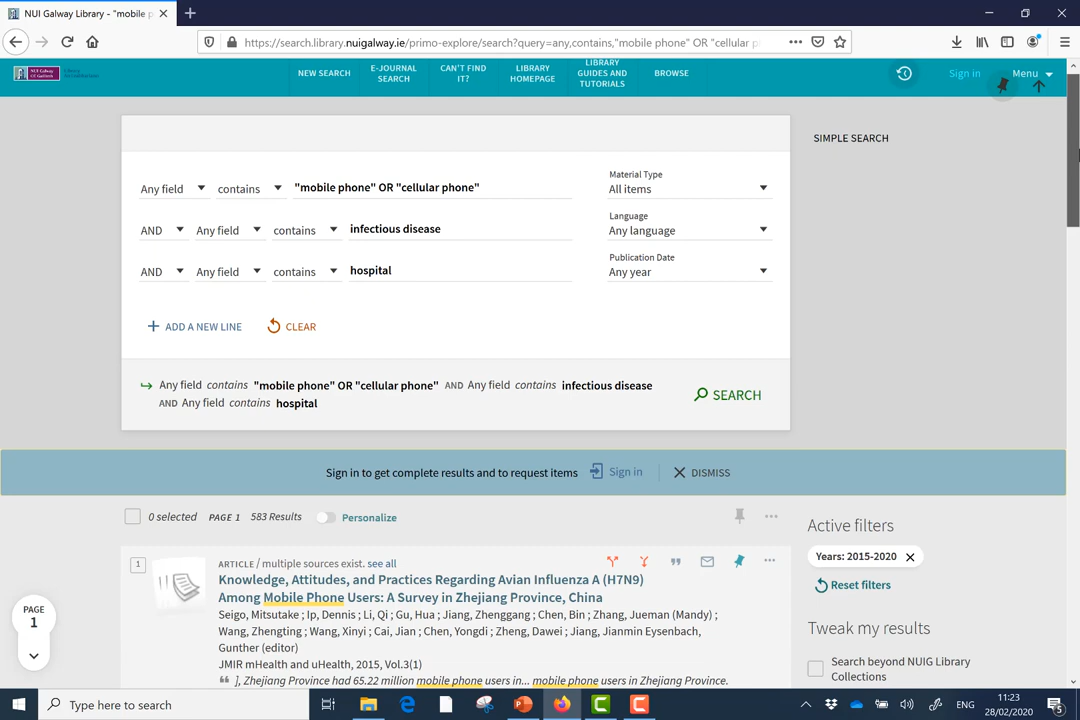 NUI Galway Library - "mobile p
https://search.library.nuigalway.ie/primo-explore/search?query=any,contains,"mobile phone" OR "cellular p
NUI Galway
OÉ Gaillimh
NEW SEARCH
E-JOURNAL
SEARCH
CAN'T FIND
IT?
LIBRARY
HOMEPAGE
LIBRARY
GUIDES AND
TUTORIALS
BROWSE
Sign in
Menu
SIMPLE SEARCH
Any field contains "mobile phone" OR "cellular phone"
AND Any field contains infectious disease
AND Any field contains hospital
Material Type
All items
Language
Any language
Publication Date
Any year
ADD A NEW LINE
CLEAR
Any field contains "mobile phone" OR "cellular phone" AND Any field contains infectious disease
AND Any field contains hospital
SEARCH
Sign in to get complete results and to request items Sign in DISMISS
0 selected PAGE 1 583 Results Personalize
1
ARTICLE / multiple sources exist. see all
Knowledge, Attitudes, and Practices Regarding Avian Influenza A (H7N9)
Among Mobile Phone Users: A Survey in Zhejiang Province, China
Seigo, Mitsutake ; Ip, Dennis ; Li, Qi ; Gu, Hua ; Jiang, Zhenggang ; Chen, Bin ; Zhang, Jueman (Mandy) ;
Wang, Zhengting ; Wang, Xinyi ; Cai, Jian ; Chen, Yongdi ; Zheng, Dawei ; Jiang, Jianmin Eysenbach,
Gunther (editor)
JMIR mHealth and uHealth, 2015, Vol.3(1)
], Zhejiang Province had 65.22 million mobile phone users in... mobile phone users in Zhejiang Province.
Active filters
Years: 2015-2020
Reset filters
Tweak my results
Search beyond NUIG Library
Collections
PAGE
1
Type here to search
ENG
11:23
28/02/2020
5